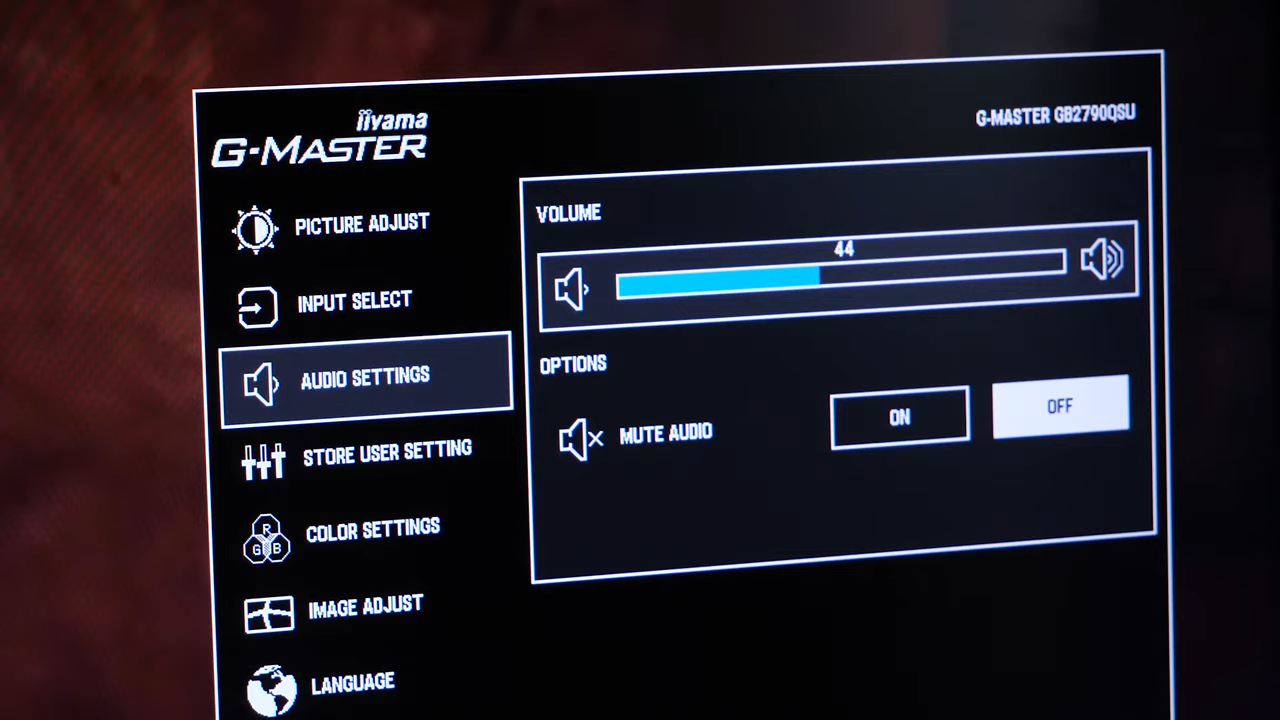 iiyama
G-MASTER
G-MASTER GB2790QSU
PICTURE ADJUST
INPUT SELECT
AUDIO SETTINGS
STORE USER SETTING
COLOR SETTINGS
R
G B
IMAGE ADJUST
LANGUAGE
VOLUME
44
OPTIONS
MUTE AUDIO
ON
OFF